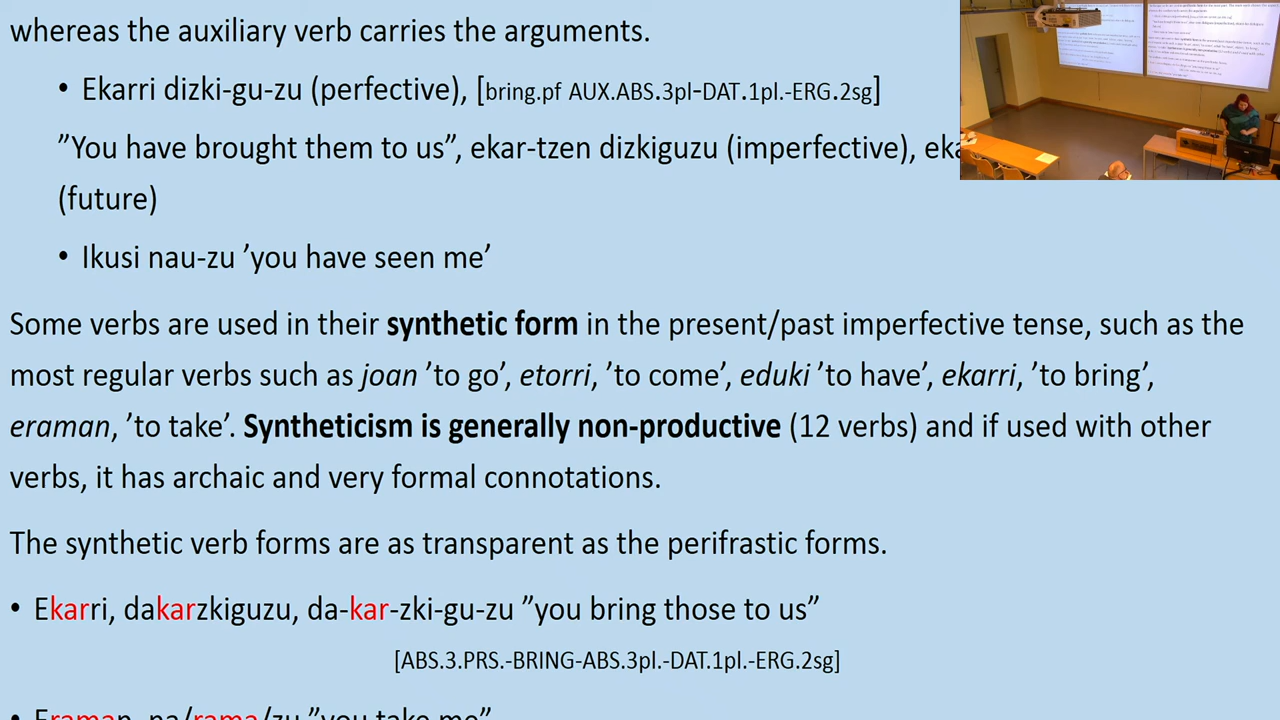 whereas the auxiliary verb carries the arguments.
• Ekarri dizki-gu-zu (perfective), [bring.pf AUX.ABS.3pl-DAT.1pl.-ERG.2sg]
”You have brought them to us”, ekar-tzen dizkiguzu (imperfective),
(future)
• Ikusi nau-zu ’you have seen me’
Some verbs are used in their synthetic form in the present/past imperfective tense, such as the
most regular verbs such as joan ’to go’, etorri, ’to come’, eduki ’to have’, ekarri, ’to bring’,
eraman, ’to take’. Syntheticism is generally non-productive (12 verbs) and if used with other
verbs, it has archaic and very formal connotations.
The synthetic verb forms are as transparent as the perifrastic forms.
• Ekarri, dakarzkiguzu, da-kar-zki-gu-zu ”you bring those to us”
[ABS.3.PRS.-BRING-ABS.3pl.-DAT.1pl.-ERG.2sg]
• Eraman, na/rama/zu ”you take me”